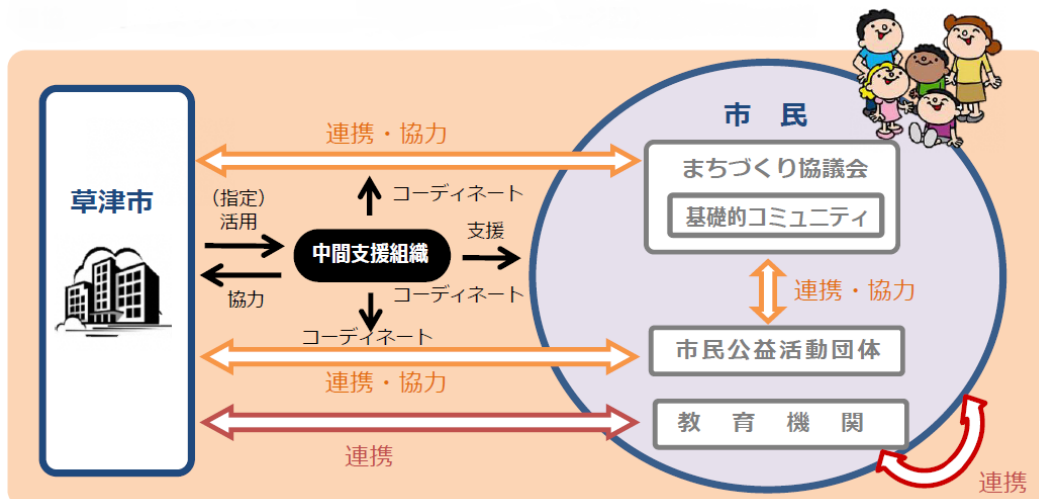 市　民
連携・協力
まちづくり協議会
草津市
(指定)
活用
コーディネート
基礎的コミュニティ
支援
中間支援組織
協力
コーディネート
連携・協力
コーディネート
市民公益活動団体
連携・協力
教　育　機　関
連携
連携